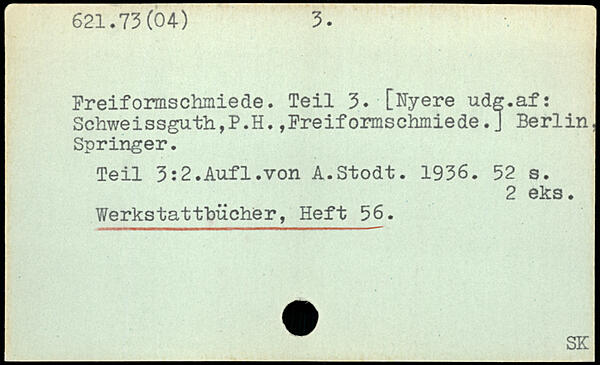 621.73(04) 3.
Freiformschmiede. Teil 3. [Nyere udg.af:
Schweissguth,P.H.,Freiformschmiede.] Berlin,
Springer.
Teil 3:2.Aufl.von A.Stodt. 1936. 52 s.
2 eks.
Werkstattbücher, Heft 56.
SK